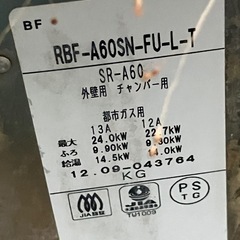 BF
RBF-A60SN-FU-L-T
SR-A60
外壁用 チャンバー用
都市ガス用
13A 12A
最大 24.0kW 22.7kW
ふろ 9.90kW 9.30kW
給湯 14.5kW 14.0kW
12.09-043764
KG
JIA認証
JIA
TU1003
PS
TG